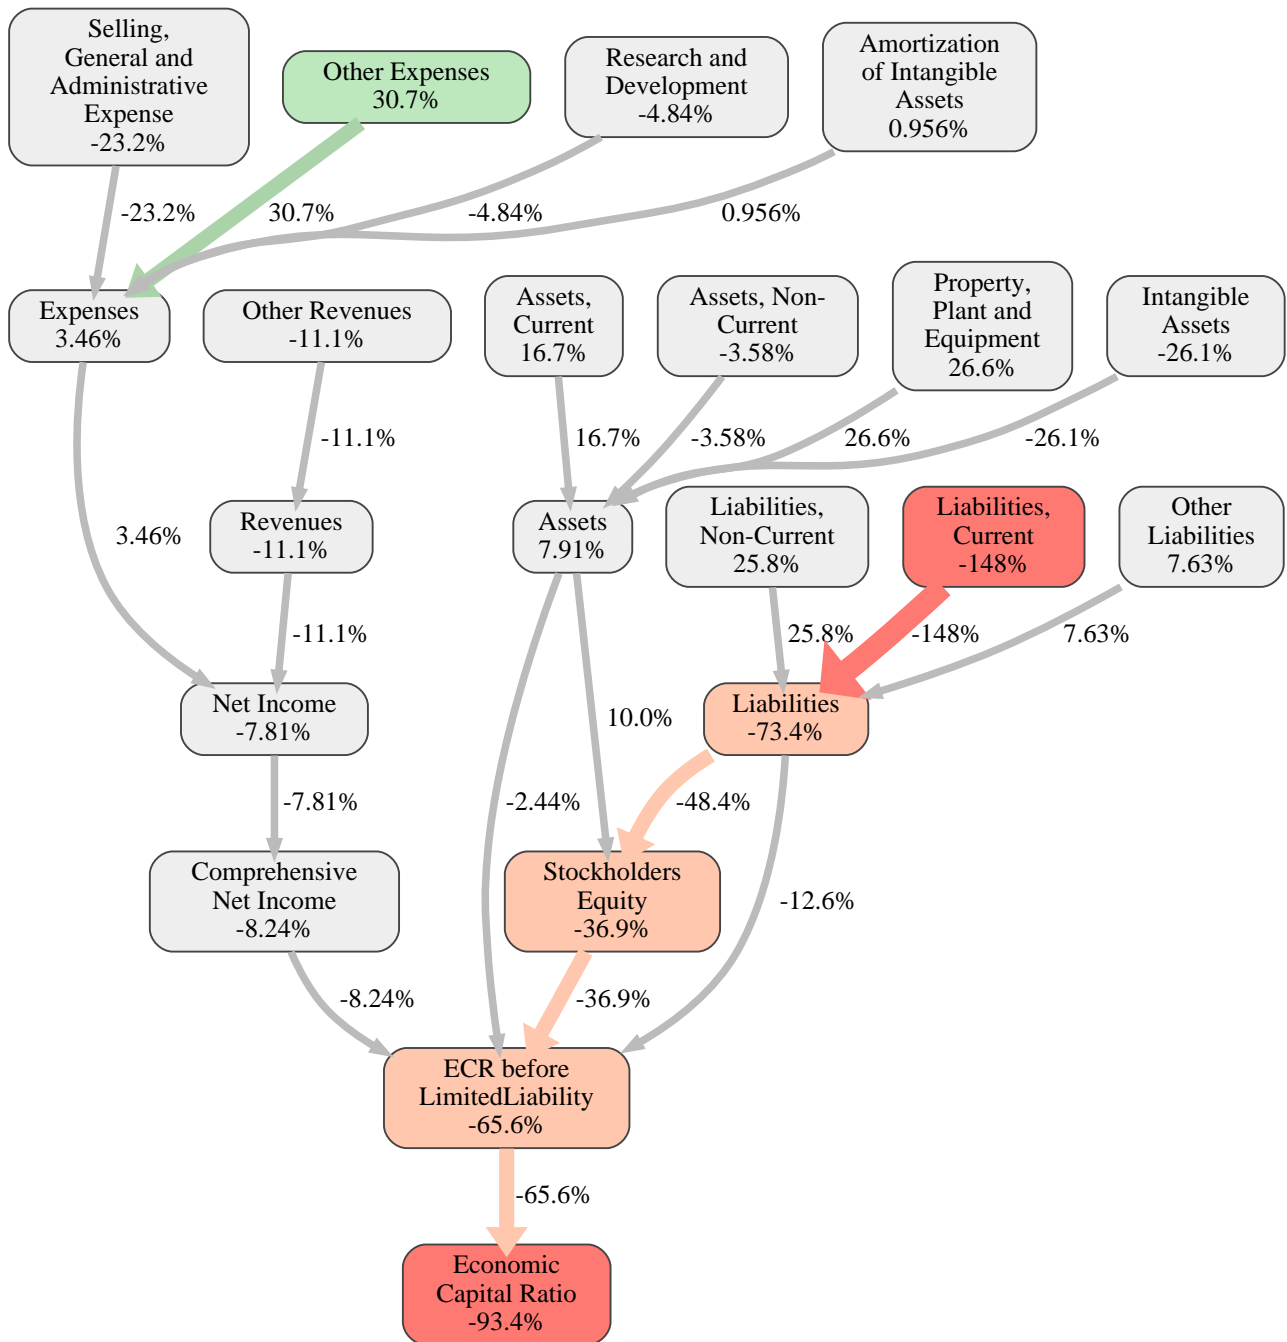 Selling,
General and
Administrative
Expense
-23.2%
Other Expenses
30.7%
Research and
Development
-4.84%
Amortization
of Intangible
Assets
0.956%
-23.2%
30.7%
-4.84%
0.956%
Expenses
3.46%
Other Revenues
-11.1%
Assets,
Current
16.7%
Assets, Non-
Current
-3.58%
Property,
Plant and
Equipment
26.6%
Intangible
Assets
-26.1%
-11.1%
16.7%
-3.58%
26.6%
-26.1%
3.46%
Revenues
-11.1%
Assets
7.91%
Liabilities,
Non-Current
25.8%
Liabilities,
Current
-148%
Other
Liabilities
7.63%
-11.1%
25.8%
-148%
7.63%
Net Income
-7.81%
10.0%
Liabilities
-73.4%
-7.81%
-2.44%
-48.4%
Comprehensive
Net Income
-8.24%
Stockholders
Equity
-36.9%
-12.6%
-8.24%
-36.9%
ECR before
LimitedLiability
-65.6%
-65.6%
Economic
Capital Ratio
-93.4%